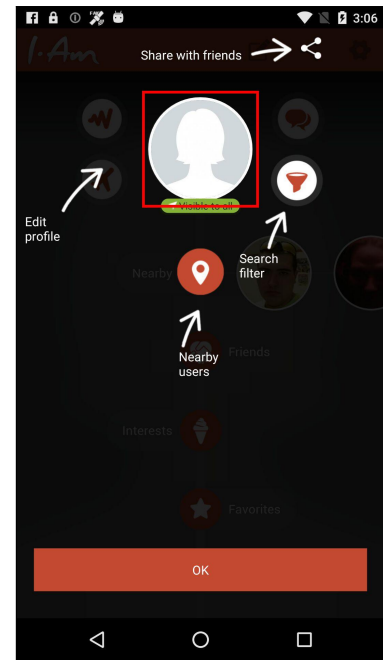 3:06
I·Am
Share with friends
Visible to all
Edit
profile
Search
filter
Nearby
Nearby
users
Friends
Interests
Favorites
OK